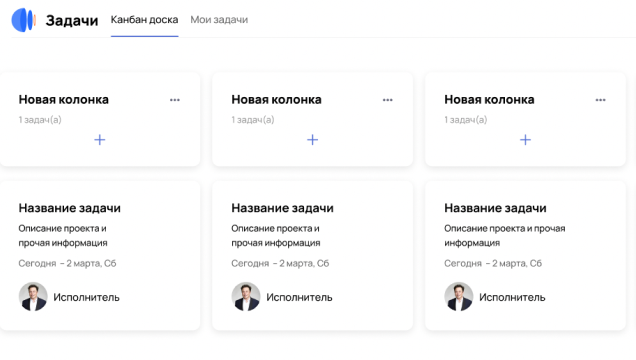 Задачи Канбан доска Мои задачи
Новая колонка ••• Новая колонка ••• Новая колонка •••
1 задач(а) 1 задач(а) 1 задач(а)
+ + +
Название задачи Название задачи Название задачи
Описание проекта и Описание проекта и Описание проекта и прочая
прочая информация прочая информация информация
Сегодня – 2 марта, Сб Сегодня – 2 марта, Сб Сегодня – 2 марта, Сб
Исполнитель Исполнитель Исполнитель